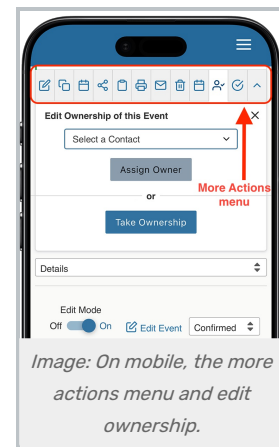 Edit Ownership of this Event
Select a Contact
Assign Owner
More Actions
menu
or
Take Ownership
Details
Edit Mode
Off On Edit Event Confirmed
Image: On mobile, the more
actions menu and edit
ownership.